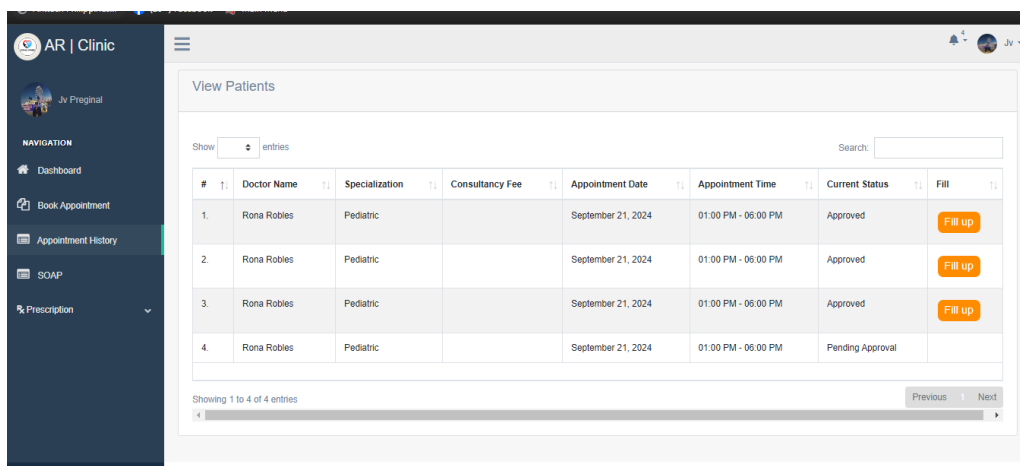 AR | Clinic
4
Jv
Jv Preginal
View Patients
NAVIGATION
Dashboard
Book Appointment
Appointment History
SOAP
Prescription
Show entries
Search:
# Doctor Name Specialization Consultancy Fee Appointment Date Appointment Time Current Status Fill
1. Rona Robles Pediatric September 21, 2024 01:00 PM - 06:00 PM Approved Fill up
2. Rona Robles Pediatric September 21, 2024 01:00 PM - 06:00 PM Approved Fill up
3. Rona Robles Pediatric September 21, 2024 01:00 PM - 06:00 PM Approved Fill up
4. Rona Robles Pediatric September 21, 2024 01:00 PM - 06:00 PM Pending Approval
Showing 1 to 4 of 4 entries
Previous 1 Next